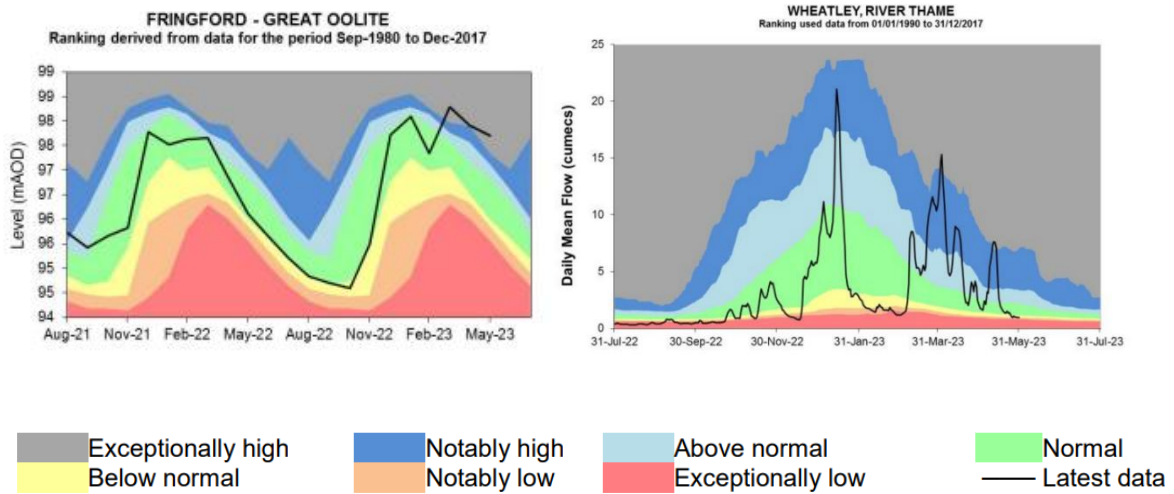 FRINGFORD - GREAT OOLITE
Ranking derived from data for the period Sep-1980 to Dec-2017
Level (mAOD)
99
99
98
98
97
97
96
96
95
95
94
Aug-21 Nov-21 Feb-22 May-22 Aug-22 Nov-22 Feb-23 May-23
WHEATLEY, RIVER THAME
Ranking used data from 01/01/1990 to 31/12/2017
Daily Mean Flow (cumecs)
25
20
15
10
5
0
31-Jul-22 30-Sep-22 30-Nov-22 31-Jan-23 31-Mar-23 31-May-23 31-Jul-23
Exceptionally high Notably high Above normal Normal
Below normal Notably low Exceptionally low Latest data